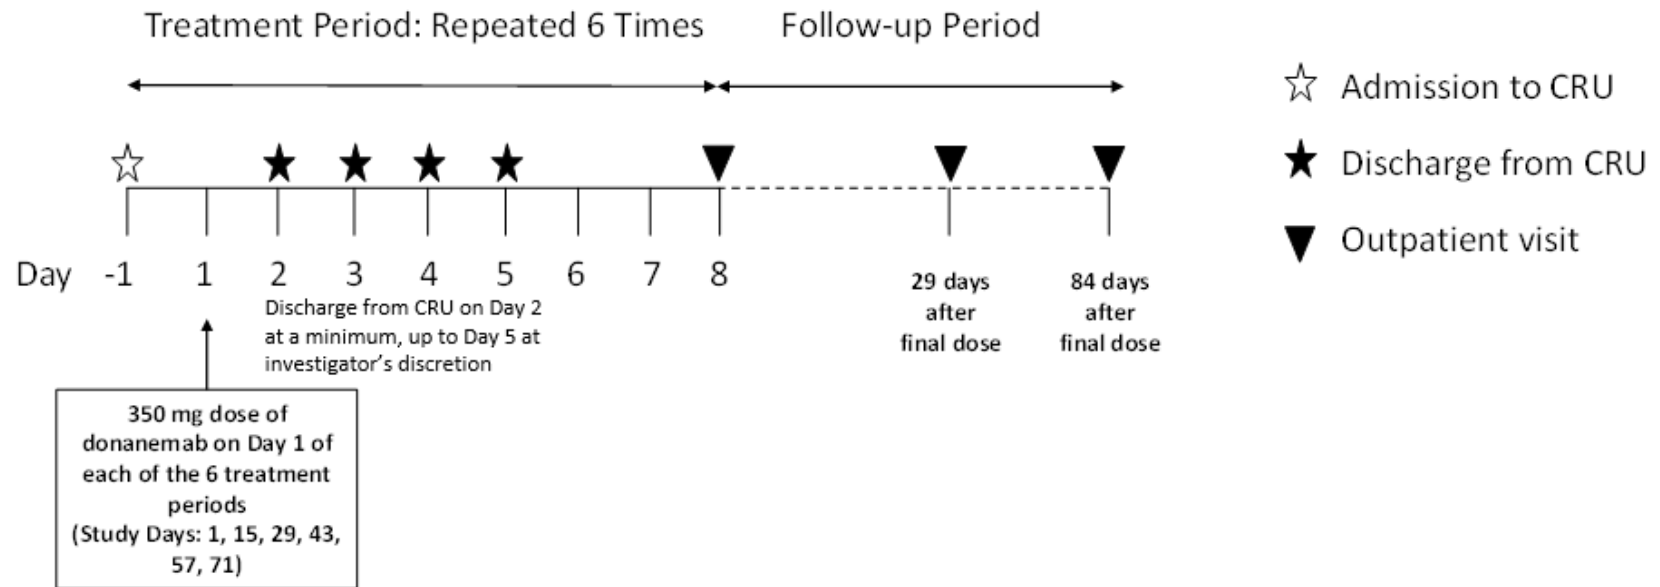 Treatment Period: Repeated 6 Times
Follow-up Period
Admission to CRU
Discharge from CRU
Outpatient visit
Day -1 1 2 3 4 5 6 7 8
Discharge from CRU on Day 2
at a minimum, up to Day 5 at
investigator's discretion
29 days
after
final dose
84 days
after
final dose
350 mg dose of
donanemab on Day 1 of
each of the 6 treatment
periods
(Study Days: 1, 15, 29, 43,
57, 71)